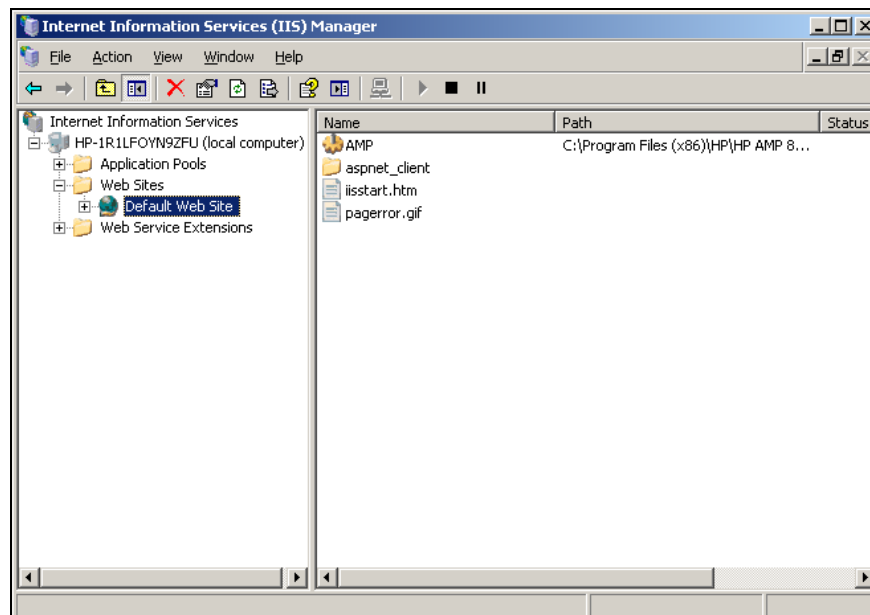 Internet Information Services (IIS) Manager
File Action View Window Help
Internet Information Services
HP-1R1LFOYN9ZFU (local computer)
Application Pools
Web Sites
Default Web Site
Web Service Extensions
Name Path Status
AMP C:\Program Files (x86)\HP\HP AMP 8...
aspnet_client
iisstart.htm
pagerror.gif